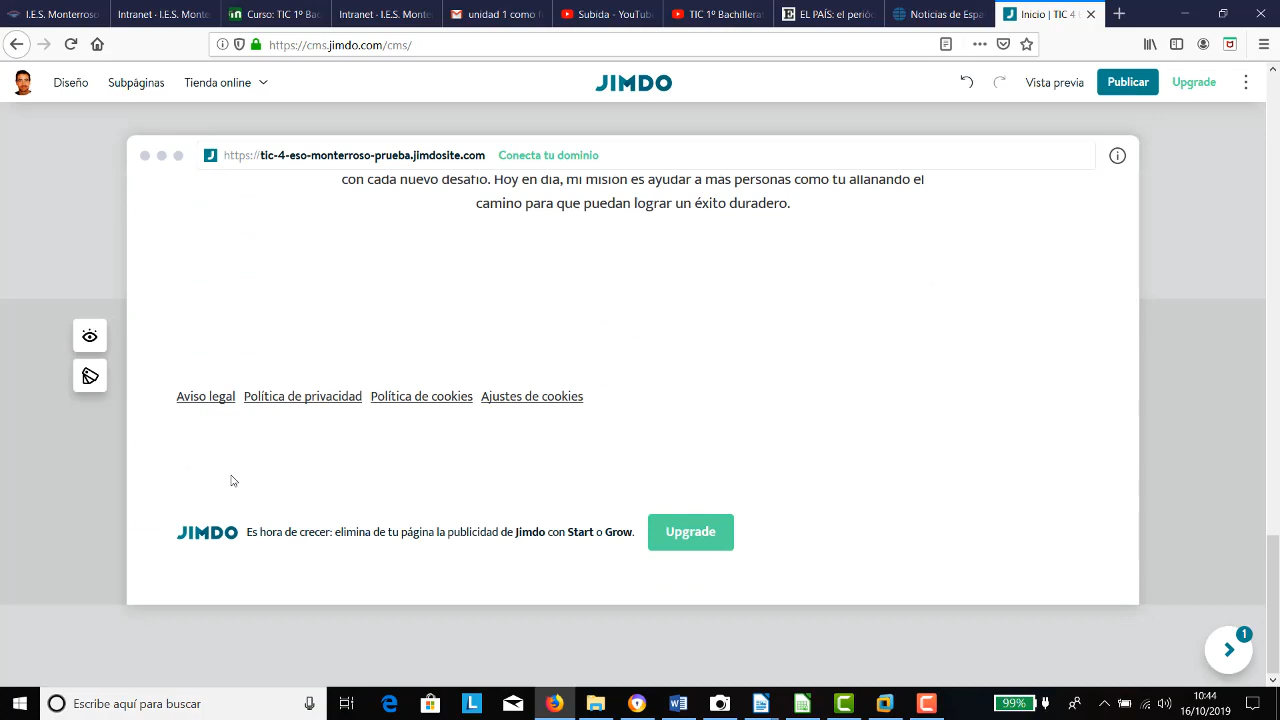 I.E.S. Monterroso
Intranet - I.E.S. Monte
Curso: TIC 1º Bach
Intranet - I.E.S. Monte
unidad 1 como f
Subida - YouTube
TIC 1º Bachillera
EL PAÍS: el periód
Noticias de Espa
Inicio | TIC 4 E
https://cms.jimdo.com/cms/
Diseño Subpáginas Tienda online
JIMDO
Vista previa Publicar Upgrade
https://tic-4-eso-monterroso-prueba.jimdosite.com Conecta tu dominio
con cada nuevo desafío. Hoy en día, mi misión es ayudar a más personas como tú allanando el
camino para que puedan lograr un éxito duradero.
Aviso legal Política de privacidad Política de cookies Ajustes de cookies
JIMDO Es hora de crecer: elimina de tu página la publicidad de Jimdo con Start o Grow. Upgrade
1
Escribe aquí para buscar
99%
10:44
16/10/2019